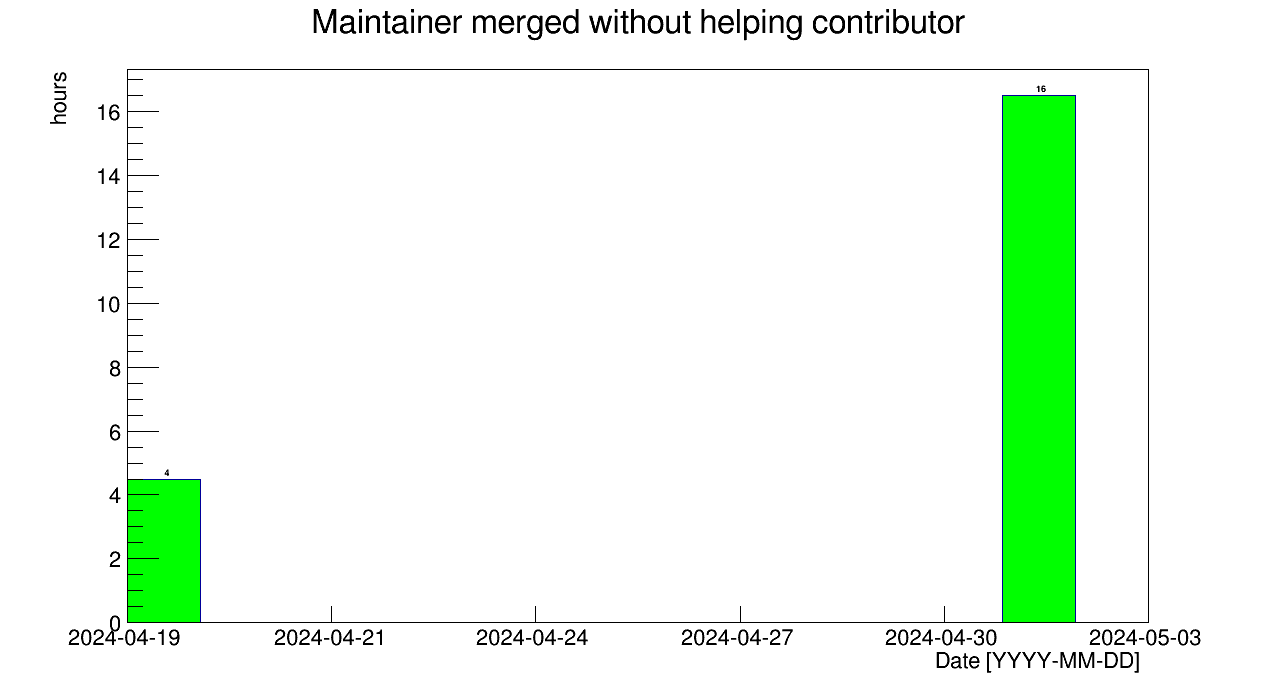 Maintainer merged without helping contributor
hours
16
14
12
10
8
6
4
2
0
4
16
2024-04-19 2024-04-21 2024-04-24 2024-04-27 2024-04-30 2024-05-03
Date [YYYY-MM-DD]